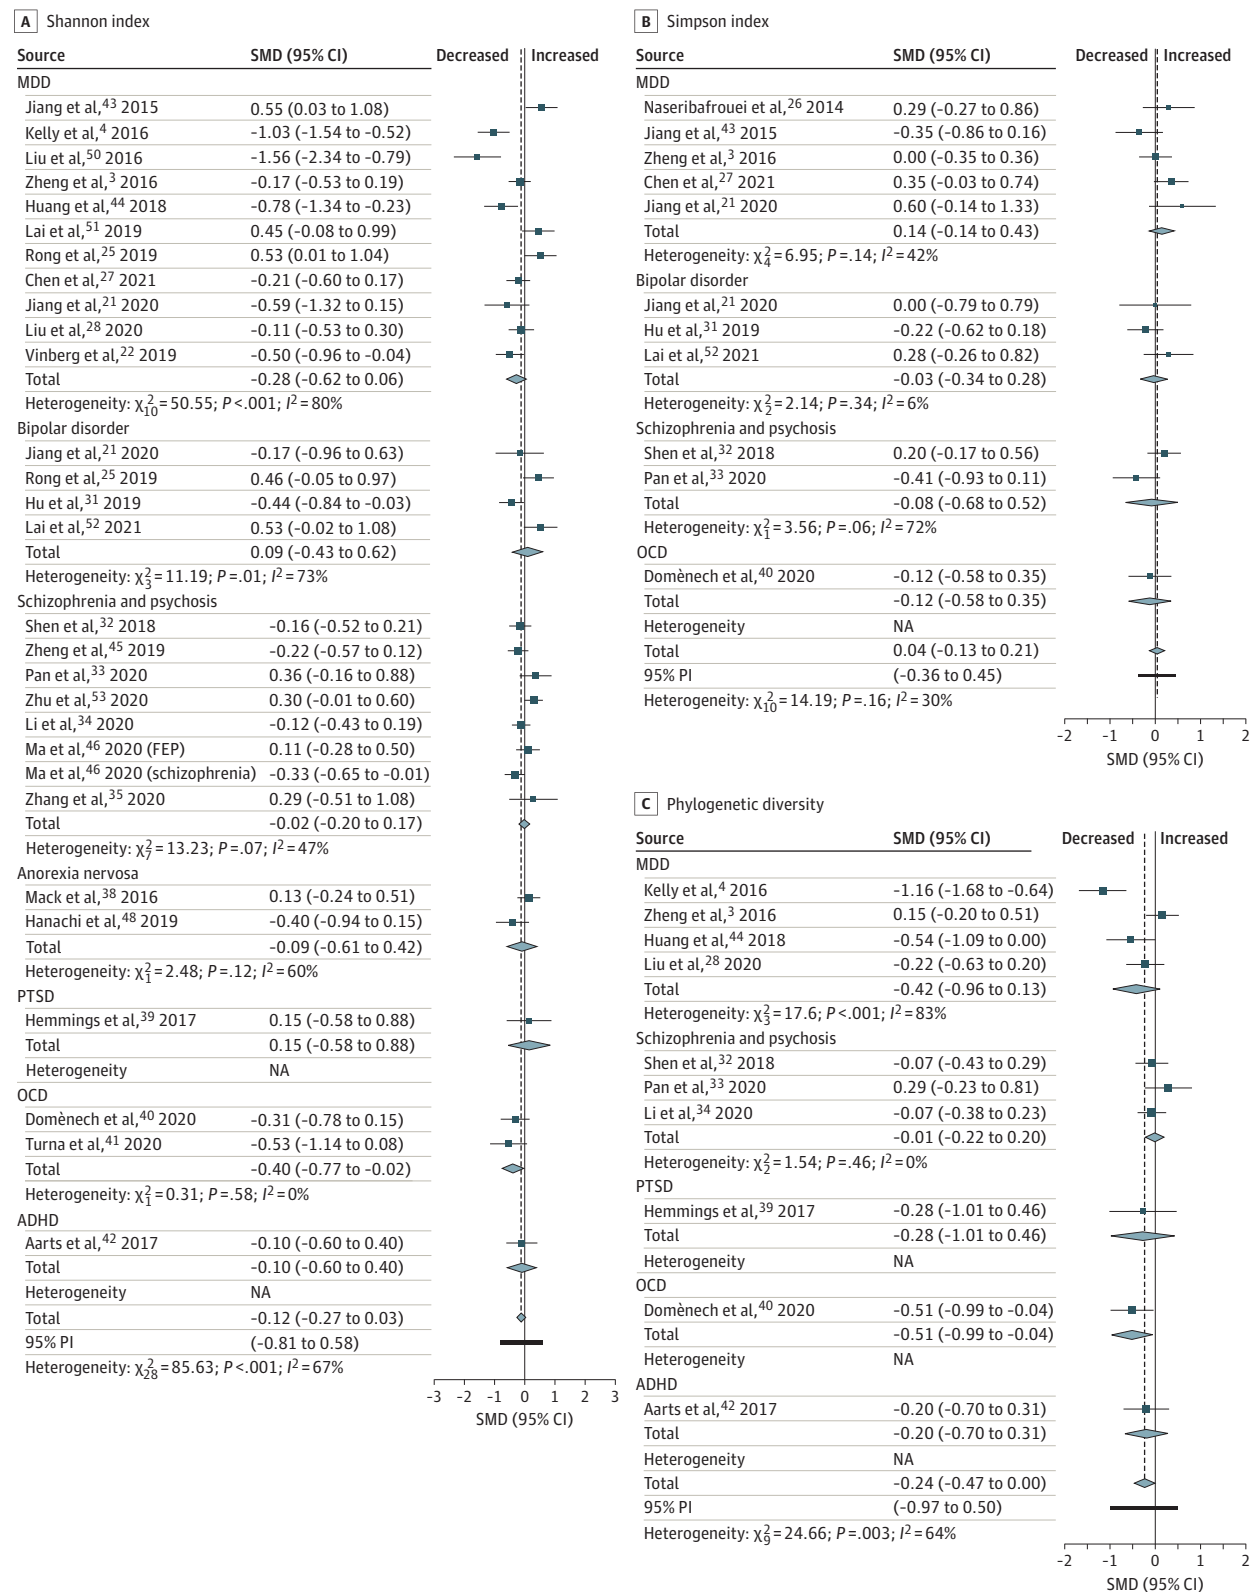 A Shannon index
Source SMD (95% CI) Decreased Increased
MDD
Jiang et al,43 2015 0.55 (0.03 to 1.08)
Kelly et al,4 2016 -1.03 (-1.54 to -0.52)
Liu et al,50 2016 -1.56 (-2.34 to -0.79)
Zheng et al,3 2016 -0.17 (-0.53 to 0.19)
Huang et al,44 2018 -0.78 (-1.34 to -0.23)
Lai et al,51 2019 0.45 (-0.08 to 0.99)
Rong et al,25 2019 0.53 (0.01 to 1.04)
Chen et al,27 2021 -0.21 (-0.60 to 0.17)
Jiang et al,21 2020 -0.59 (-1.32 to 0.15)
Liu et al,28 2020 -0.11 (-0.53 to 0.30)
Vinberg et al,22 2019 -0.50 (-0.96 to -0.04)
Total -0.28 (-0.62 to 0.06)
Heterogeneity: χ²10 = 50.55; P <.001; I² = 80%
Bipolar disorder
Jiang et al,21 2020 -0.17 (-0.96 to 0.63)
Rong et al,25 2019 0.46 (-0.05 to 0.97)
Hu et al,31 2019 -0.44 (-0.84 to -0.03)
Lai et al,52 2021 0.53 (-0.02 to 1.08)
Total 0.09 (-0.43 to 0.62)
Heterogeneity: χ²3 = 11.19; P =.01; I² = 73%
Schizophrenia and psychosis
Shen et al,32 2018 -0.16 (-0.52 to 0.21)
Zheng et al,45 2019 -0.22 (-0.57 to 0.12)
Pan et al,33 2020 0.36 (-0.16 to 0.88)
Zhu et al,53 2020 0.30 (-0.01 to 0.60)
Li et al,34 2020 -0.12 (-0.43 to 0.19)
Ma et al,46 2020 (FEP) 0.11 (-0.28 to 0.50)
Ma et al,46 2020 (schizophrenia) -0.33 (-0.65 to -0.01)
Zhang et al,35 2020 0.29 (-0.51 to 1.08)
Total -0.02 (-0.20 to 0.17)
Heterogeneity: χ²7 = 13.23; P =.07; I² = 47%
Anorexia nervosa
Mack et al,38 2016 0.13 (-0.24 to 0.51)
Hanachi et al,48 2019 -0.40 (-0.94 to 0.15)
Total -0.09 (-0.61 to 0.42)
Heterogeneity: χ²1 = 2.48; P =.12; I² = 60%
PTSD
Hemmings et al,39 2017 0.15 (-0.58 to 0.88)
Total 0.15 (-0.58 to 0.88)
Heterogeneity NA
OCD
Domènech et al,40 2020 -0.31 (-0.78 to 0.15)
Turna et al,41 2020 -0.53 (-1.14 to 0.08)
Total -0.40 (-0.77 to -0.02)
Heterogeneity: χ²1 = 0.31; P =.58; I² = 0%
ADHD
Aarts et al,42 2017 -0.10 (-0.60 to 0.40)
Total -0.10 (-0.60 to 0.40)
Heterogeneity NA
Total -0.12 (-0.27 to 0.03)
95% PI (-0.81 to 0.58)
Heterogeneity: χ²28 = 85.63; P <.001; I² = 67%
-3 -2 -1 0 1 2 3
SMD (95% CI)
B Simpson index
Source SMD (95% CI) Decreased Increased
MDD
Naseribafrouei et al,26 2014 0.29 (-0.27 to 0.86)
Jiang et al,43 2015 -0.35 (-0.86 to 0.16)
Zheng et al,3 2016 0.00 (-0.35 to 0.36)
Chen et al,27 2021 0.35 (-0.03 to 0.74)
Jiang et al,21 2020 0.60 (-0.14 to 1.33)
Total 0.14 (-0.14 to 0.43)
Heterogeneity: χ²4 = 6.95; P =.14; I² = 42%
Bipolar disorder
Jiang et al,21 2020 0.00 (-0.79 to 0.79)
Hu et al,31 2019 -0.22 (-0.62 to 0.18)
Lai et al,52 2021 0.28 (-0.26 to 0.82)
Total -0.03 (-0.34 to 0.28)
Heterogeneity: χ²2 = 2.14; P =.34; I² = 6%
Schizophrenia and psychosis
Shen et al,32 2018 0.20 (-0.17 to 0.56)
Pan et al,33 2020 -0.41 (-0.93 to 0.11)
Total -0.08 (-0.68 to 0.52)
Heterogeneity: χ²1 = 3.56; P =.06; I² = 72%
OCD
Domènech et al,40 2020 -0.12 (-0.58 to 0.35)
Total -0.12 (-0.58 to 0.35)
Heterogeneity NA
Total 0.04 (-0.13 to 0.21)
95% PI (-0.36 to 0.45)
Heterogeneity: χ²10 = 14.19; P =.16; I² = 30%
-2 -1 0 1 2
SMD (95% CI)
C Phylogenetic diversity
Source SMD (95% CI) Decreased Increased
MDD
Kelly et al,4 2016 -1.16 (-1.68 to -0.64)
Zheng et al,3 2016 0.15 (-0.20 to 0.51)
Huang et al,44 2018 -0.54 (-1.09 to 0.00)
Liu et al,28 2020 -0.22 (-0.63 to 0.20)
Total -0.42 (-0.96 to 0.13)
Heterogeneity: χ²3 = 17.6; P <.001; I² = 83%
Schizophrenia and psychosis
Shen et al,32 2018 -0.07 (-0.43 to 0.29)
Pan et al,33 2020 0.29 (-0.23 to 0.81)
Li et al,34 2020 -0.07 (-0.38 to 0.23)
Total -0.01 (-0.22 to 0.20)
Heterogeneity: χ²2 = 1.54; P =.46; I² = 0%
PTSD
Hemmings et al,39 2017 -0.28 (-1.01 to 0.46)
Total -0.28 (-1.01 to 0.46)
Heterogeneity NA
OCD
Domènech et al,40 2020 -0.51 (-0.99 to -0.04)
Total -0.51 (-0.99 to -0.04)
Heterogeneity NA
ADHD
Aarts et al,42 2017 -0.20 (-0.70 to 0.31)
Total -0.20 (-0.70 to 0.31)
Heterogeneity NA
Total -0.24 (-0.47 to 0.00)
95% PI (-0.97 to 0.50)
Heterogeneity: χ²9 = 24.66; P =.003; I² = 64%
-2 -1 0 1 2
SMD (95% CI)